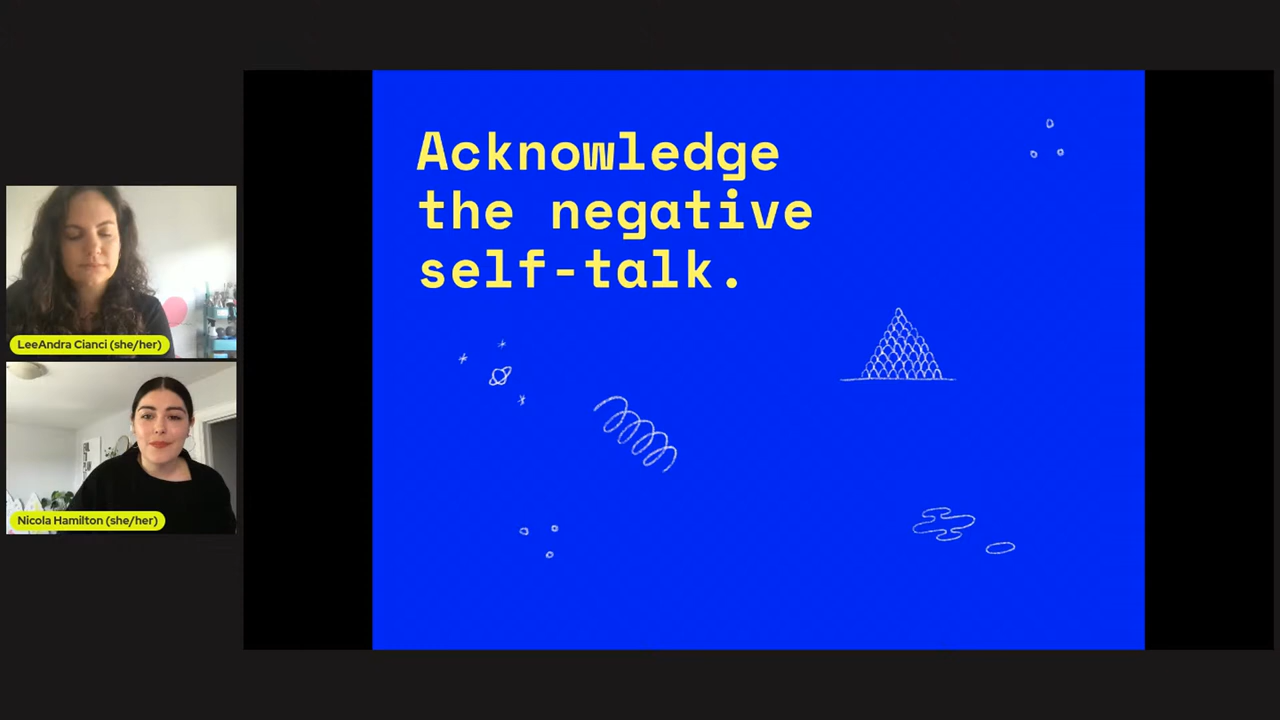 Acknowledge
the negative
self-talk.
LeeAndra Cianci (she/her)
Nicola Hamilton (she/her)